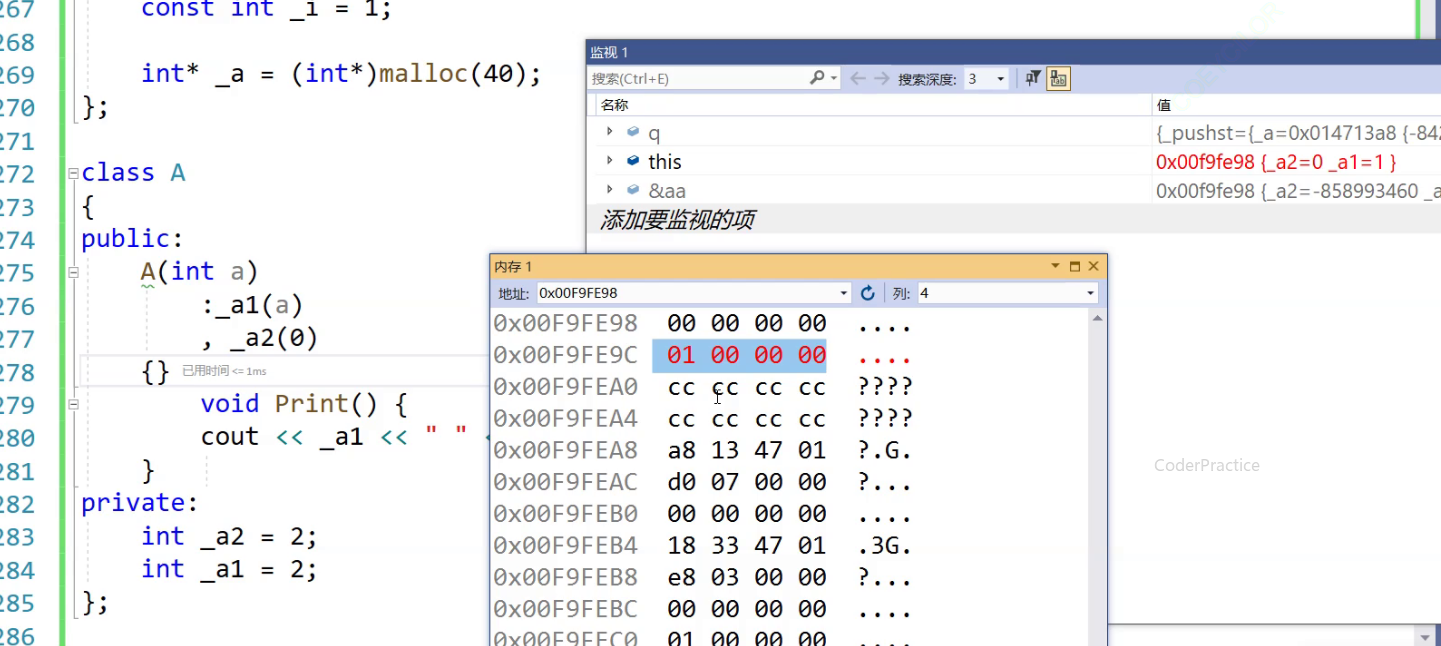 267 const int _i = 1;
268
269 int* _a = (int*)malloc(40);
270 };
271
272 class A
273 {
274 public:
275 A(int a)
276 :_a1(a)
277 , _a2(0)
278 {} 已用时间 <= 1ms
279 void Print() {
280 cout << _a1 << " "
281 }
282 private:
283 int _a2 = 2;
284 int _a1 = 2;
285 };
286
监视 1
搜索(Ctrl+E) 搜索深度: 3
名称 值
q {_pushst={_a=0x014713a8 {-842
this 0x00f9fe98 {_a2=0 _a1=1 }
&aa 0x00f9fe98 {_a2=-858993460 _a
添加要监视的项
内存 1
地址: 0x00F9FE98 列: 4
0x00F9FE98 00 00 00 00 ....
0x00F9FE9C 01 00 00 00 ....
0x00F9FEA0 cc cc cc cc ????
0x00F9FEA4 cc cc cc cc ????
0x00F9FEA8 a8 13 47 01 ?.G.
0x00F9FEAC d0 07 00 00 ?...
0x00F9FEB0 00 00 00 00 ....
0x00F9FEB4 18 33 47 01 .3G.
0x00F9FEB8 e8 03 00 00 ?...
0x00F9FEBC 00 00 00 00 ....
0x00F9FEC0 01 00 00 00 ....
CoderPractice